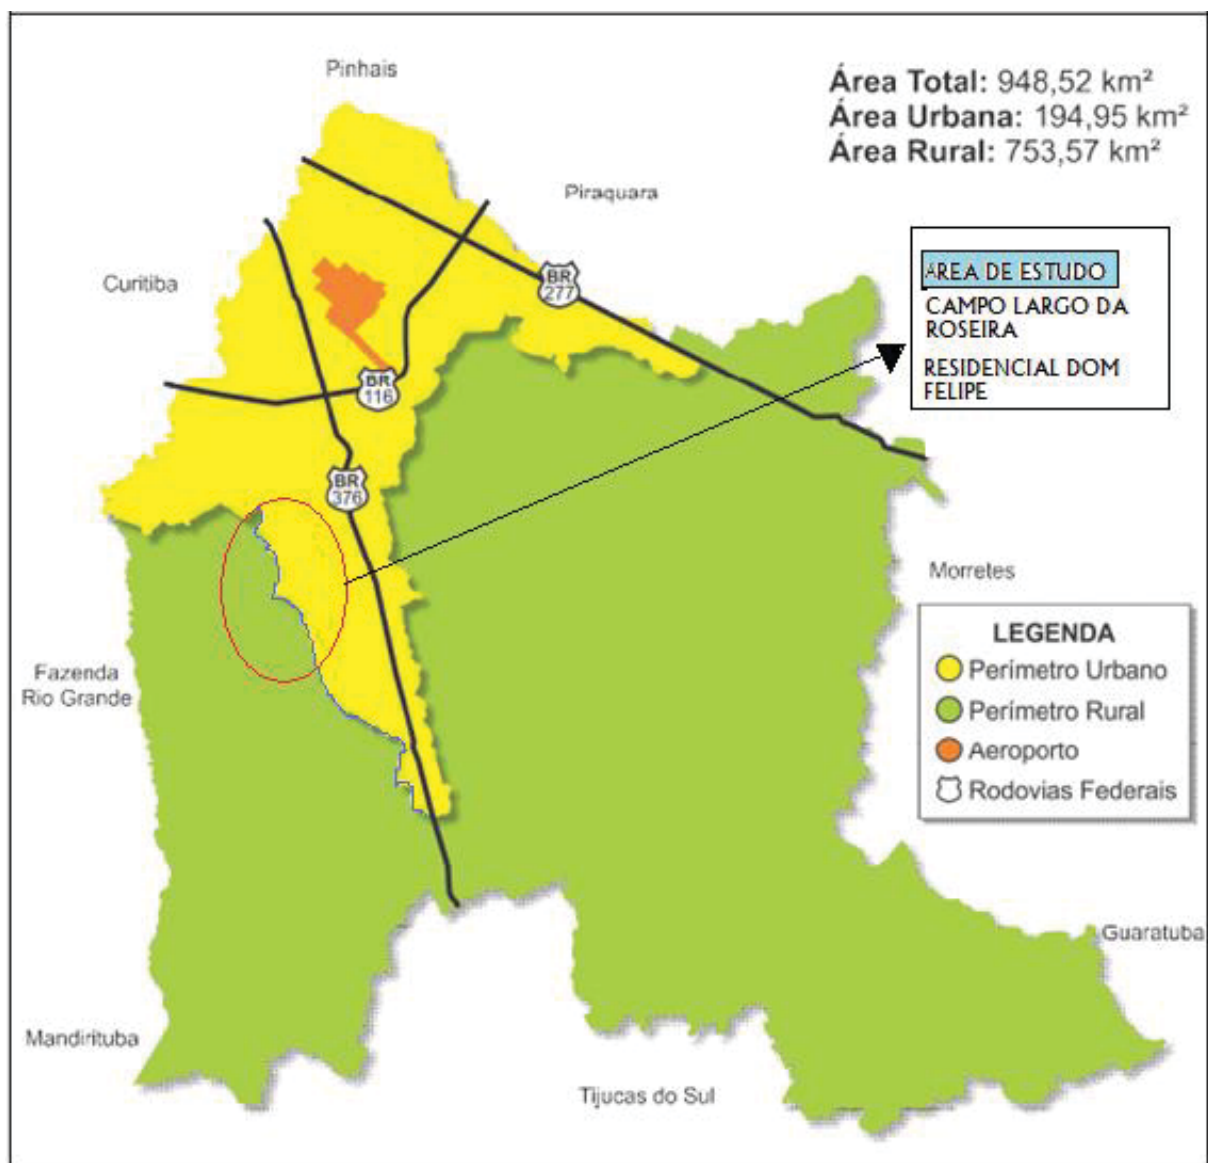 Pinhais
Área Total: 948,52 km²
Área Urbana: 194,95 km²
Área Rural: 753,57 km²
Piraquara
Curitiba
BR
277
ÁREA DE ESTUDO
CAMPO LARGO DA
ROSEIRA
RESIDENCIAL DOM
FELIPE
BR
116
BR
376
Morretes
LEGENDA
Perímetro Urbano
Perímetro Rural
Aeroporto
Rodovias Federais
Fazenda
Rio Grande
Guaratuba
Mandirituba
Tijucas do Sul